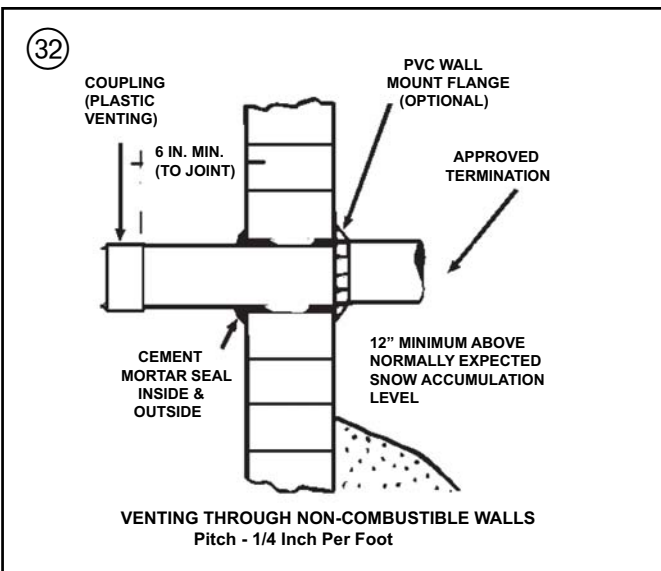 32
COUPLING
(PLASTIC
VENTING)
6 IN. MIN.
(TO JOINT)
PVC WALL
MOUNT FLANGE
(OPTIONAL)
APPROVED
TERMINATION
CEMENT
MORTAR SEAL
INSIDE &
OUTSIDE
12” MINIMUM ABOVE
NORMALLY EXPECTED
SNOW ACCUMULATION
LEVEL
VENTING THROUGH NON-COMBUSTIBLE WALLS
Pitch - 1/4 Inch Per Foot